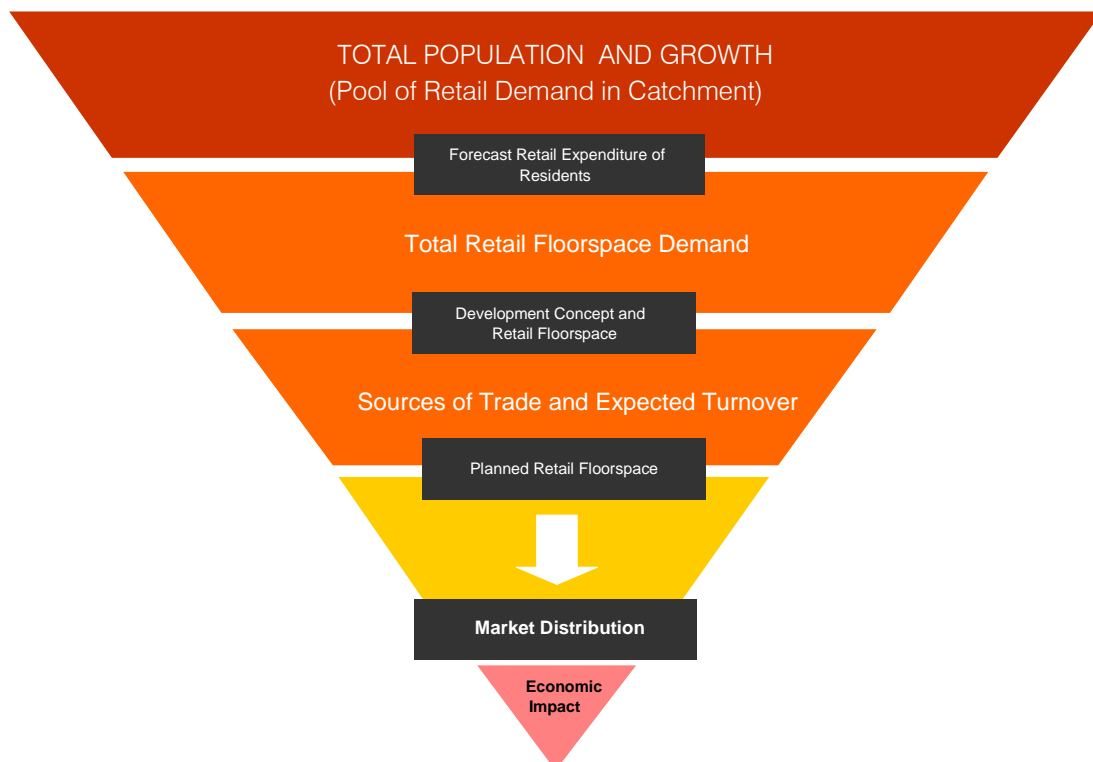 TOTAL POPULATION AND GROWTH
(Pool of Retail Demand in Catchment)
Forecast Retail Expenditure of
Residents
Total Retail Floorspace Demand
Development Concept and
Retail Floorspace
Sources of Trade and Expected Turnover
Planned Retail Floorspace
Market Distribution
Economic
Impact